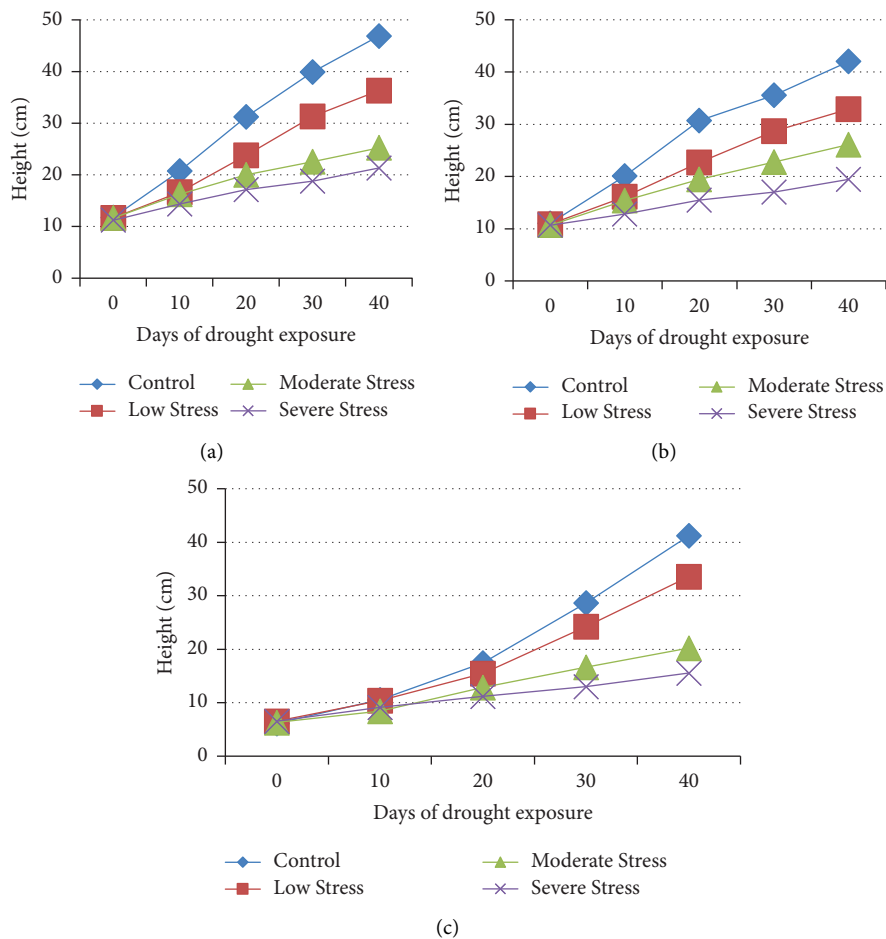 50
40
30
20
10
0
Height (cm)
0 10 20 30 40
Days of drought exposure
Control
Moderate Stress
Low Stress
Severe Stress
(a)
50
40
30
20
10
0
Height (cm)
0 10 20 30 40
Days of drought exposure
Control
Moderate Stress
Low Stress
Severe Stress
(b)
50
40
30
20
10
0
Height (cm)
0 10 20 30 40
Days of drought exposure
Control
Moderate Stress
Low Stress
Severe Stress
(c)